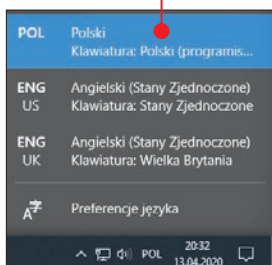 POL Polski
Klawiatura: Polski (programis...
ENG Angielski (Stany Zjednoczone)
US Klawiatura: Stany Zjednoczone
ENG Angielski (Stany Zjednoczone)
UK Klawiatura: Wielka Brytania
Preferencje języka
POL 20:32
13.04.2020